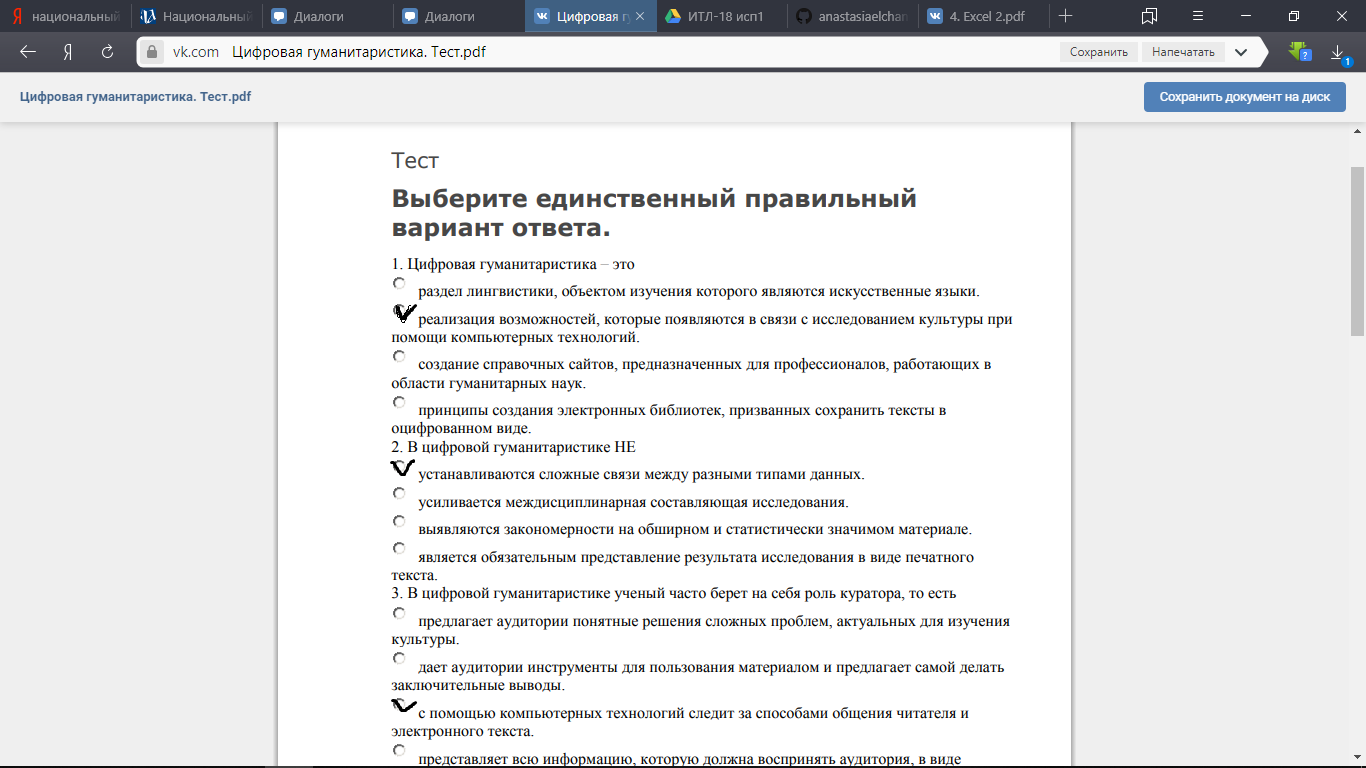 национальный
Национальный
Диалоги
Диалоги
Цифровая г
ИТЛ-18 исп1
anastasiaelchan
4. Excel 2.pdf
vk.com Цифровая гуманитаристика. Тест.pdf
Сохранить
Напечатать
1
Цифровая гуманитаристика. Тест.pdf
Сохранить документ на диск
Тест
Выберите единственный правильный
вариант ответа.
1. Цифровая гуманитаристика – это
раздел лингвистики, объектом изучения которого являются искусственные языки.
реализация возможностей, которые появляются в связи с исследованием культуры при
помощи компьютерных технологий.
создание справочных сайтов, предназначенных для профессионалов, работающих в
области гуманитарных наук.
принципы создания электронных библиотек, призванных сохранить тексты в
оцифрованном виде.
2. В цифровой гуманитаристике НЕ
устанавливаются сложные связи между разными типами данных.
усиливается междисциплинарная составляющая исследования.
выявляются закономерности на обширном и статистически значимом материале.
является обязательным представление результата исследования в виде печатного
текста.
3. В цифровой гуманитаристике ученый часто берет на себя роль куратора, то есть
предлагает аудитории понятные решения сложных проблем, актуальных для изучения
культуры.
дает аудитории инструменты для пользования материалом и предлагает самой делать
заключительные выводы.
с помощью компьютерных технологий следит за способами общения читателя и
электронного текста.
представляет всю информацию, которую должна воспринять аудитория, в виде